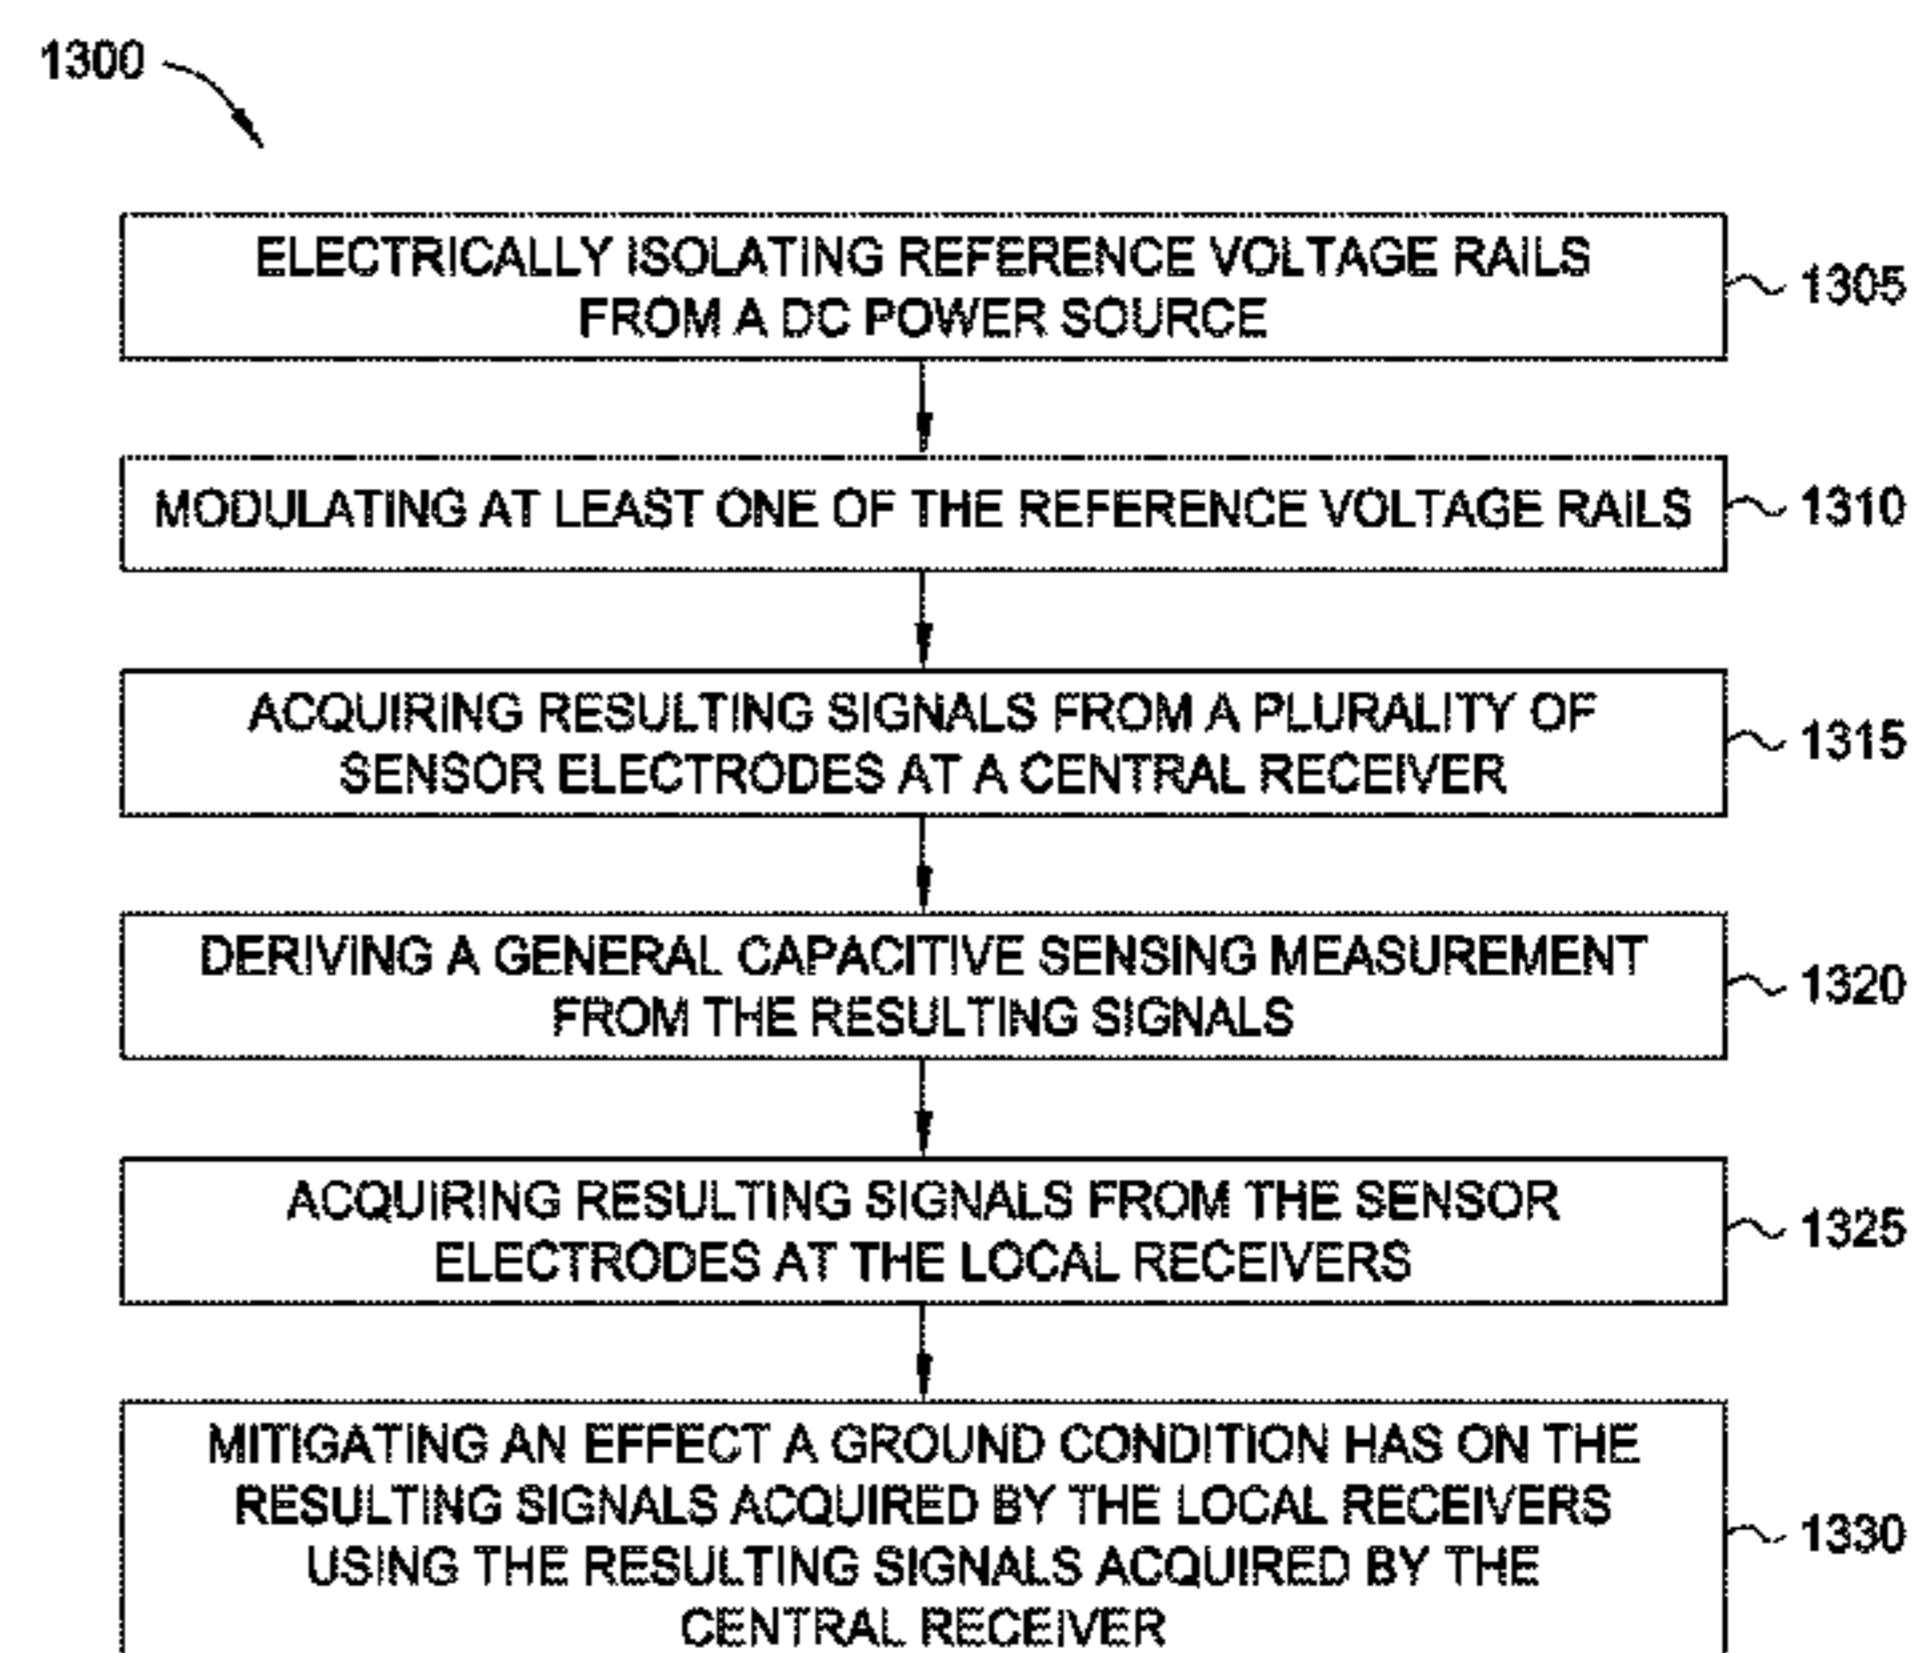 1300
ELECTRICALLY ISOLATING REFERENCE VOLTAGE RAILS
FROM A DC POWER SOURCE
1305
MODULATING AT LEAST ONE OF THE REFERENCE VOLTAGE RAILS
1310
ACQUIRING RESULTING SIGNALS FROM A PLURALITY OF
SENSOR ELECTRODES AT A CENTRAL RECEIVER
1315
DERIVING A GENERAL CAPACITIVE SENSING MEASUREMENT
FROM THE RESULTING SIGNALS
1320
ACQUIRING RESULTING SIGNALS FROM THE SENSOR
ELECTRODES AT THE LOCAL RECEIVERS
1325
MITIGATING AN EFFECT A GROUND CONDITION HAS ON THE
RESULTING SIGNALS ACQUIRED BY THE LOCAL RECEIVERS
USING THE RESULTING SIGNALS ACQUIRED BY THE
CENTRAL RECEIVER
1330